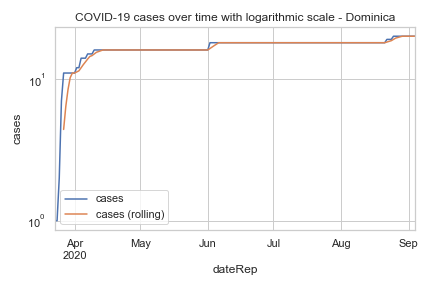 COVID-19 cases over time with logarithmic scale - Dominica
cases
10¹
10⁰
cases
cases (rolling)
Apr
2020
May
Jun
Jul
Aug
Sep
dateRep